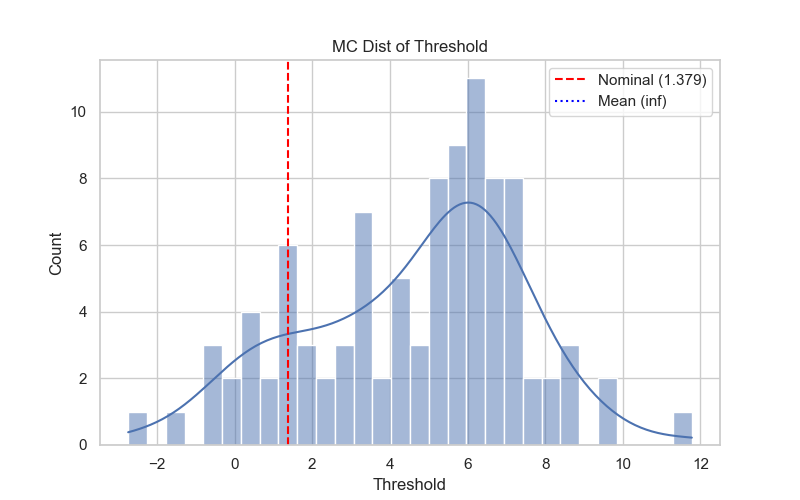 MC Dist of Threshold
Nominal (1.379)
Mean (inf)
Count
10
8
6
4
2
0
−2 0 2 4 6 8 10 12
Threshold